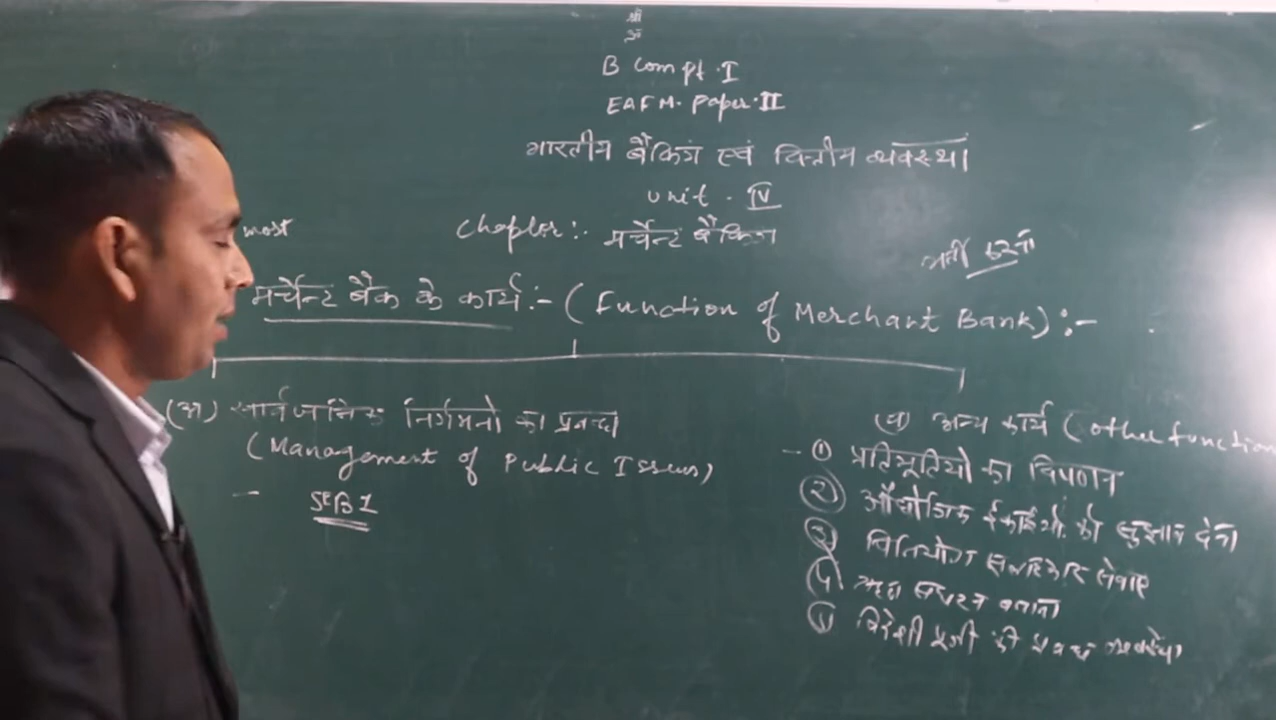 श्री
ॐ
B Com pt. I
EAFM. Paper. II
भारतीय बैंकिंग एवं वित्तीय व्यवस्था
Unit - IV
most
Chapter:- मर्चेन्ट बैंकिंग
मर्चेन्ट बैंक के कार्य:- (Function of Merchant Bank):-
(अ) सार्वजनिक निर्गमनो का प्रबन्ध
(Management of Public Issues)
- SEBI
(ब) अन्य कार्य (other function
- ① प्रतिभूतियो का विपणन
② औद्योगिक ईकाईयो को सुझाव देना
③ विनियोग सलाहकार सेवाए
④ ऋण
⑤ विदेशी पूंजी की